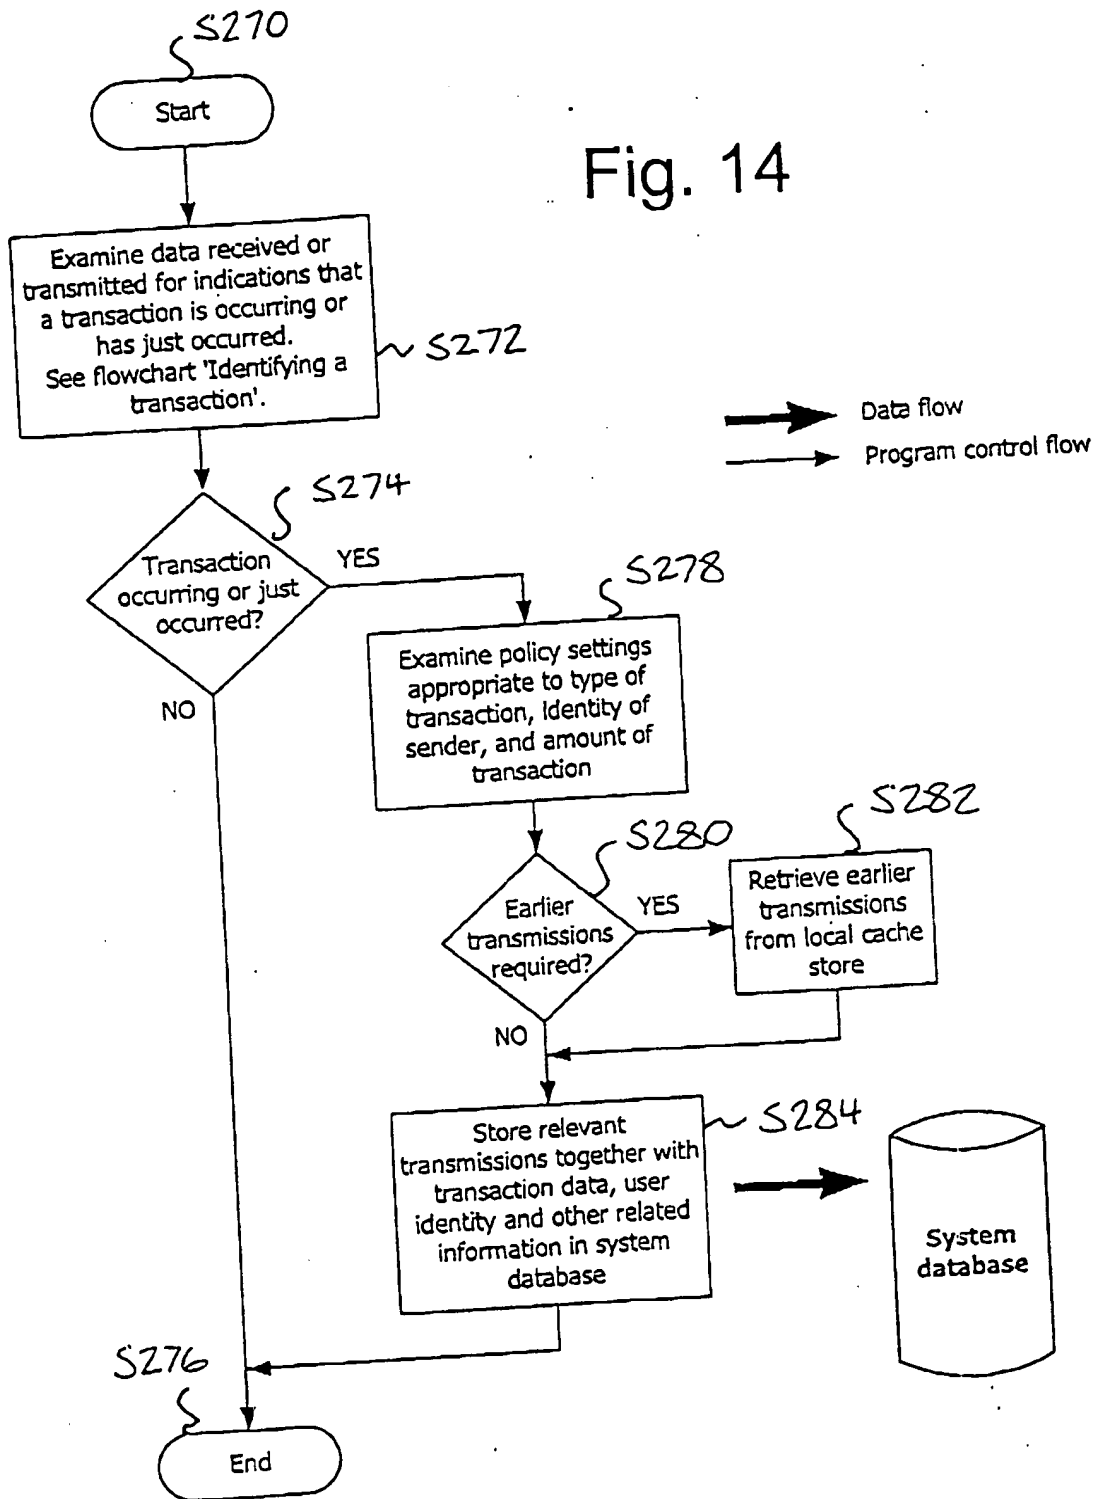 S270
Start
Fig. 14
Examine data received or
transmitted for indications that
a transaction is occurring or
has just occurred.
See flowchart 'Identifying a
transaction'.
S272
Data flow
Program control flow
S274
Transaction
occurring or just
occurred?
YES
NO
S278
Examine policy settings
appropriate to type of
transaction, identity of
sender, and amount of
transaction
S280
Earlier
transmissions
required?
YES
NO
S282
Retrieve earlier
transmissions
from local cache
store
S284
Store relevant
transmissions together with
transaction data, user
identity and other related
information in system
database
System
database
S276
End